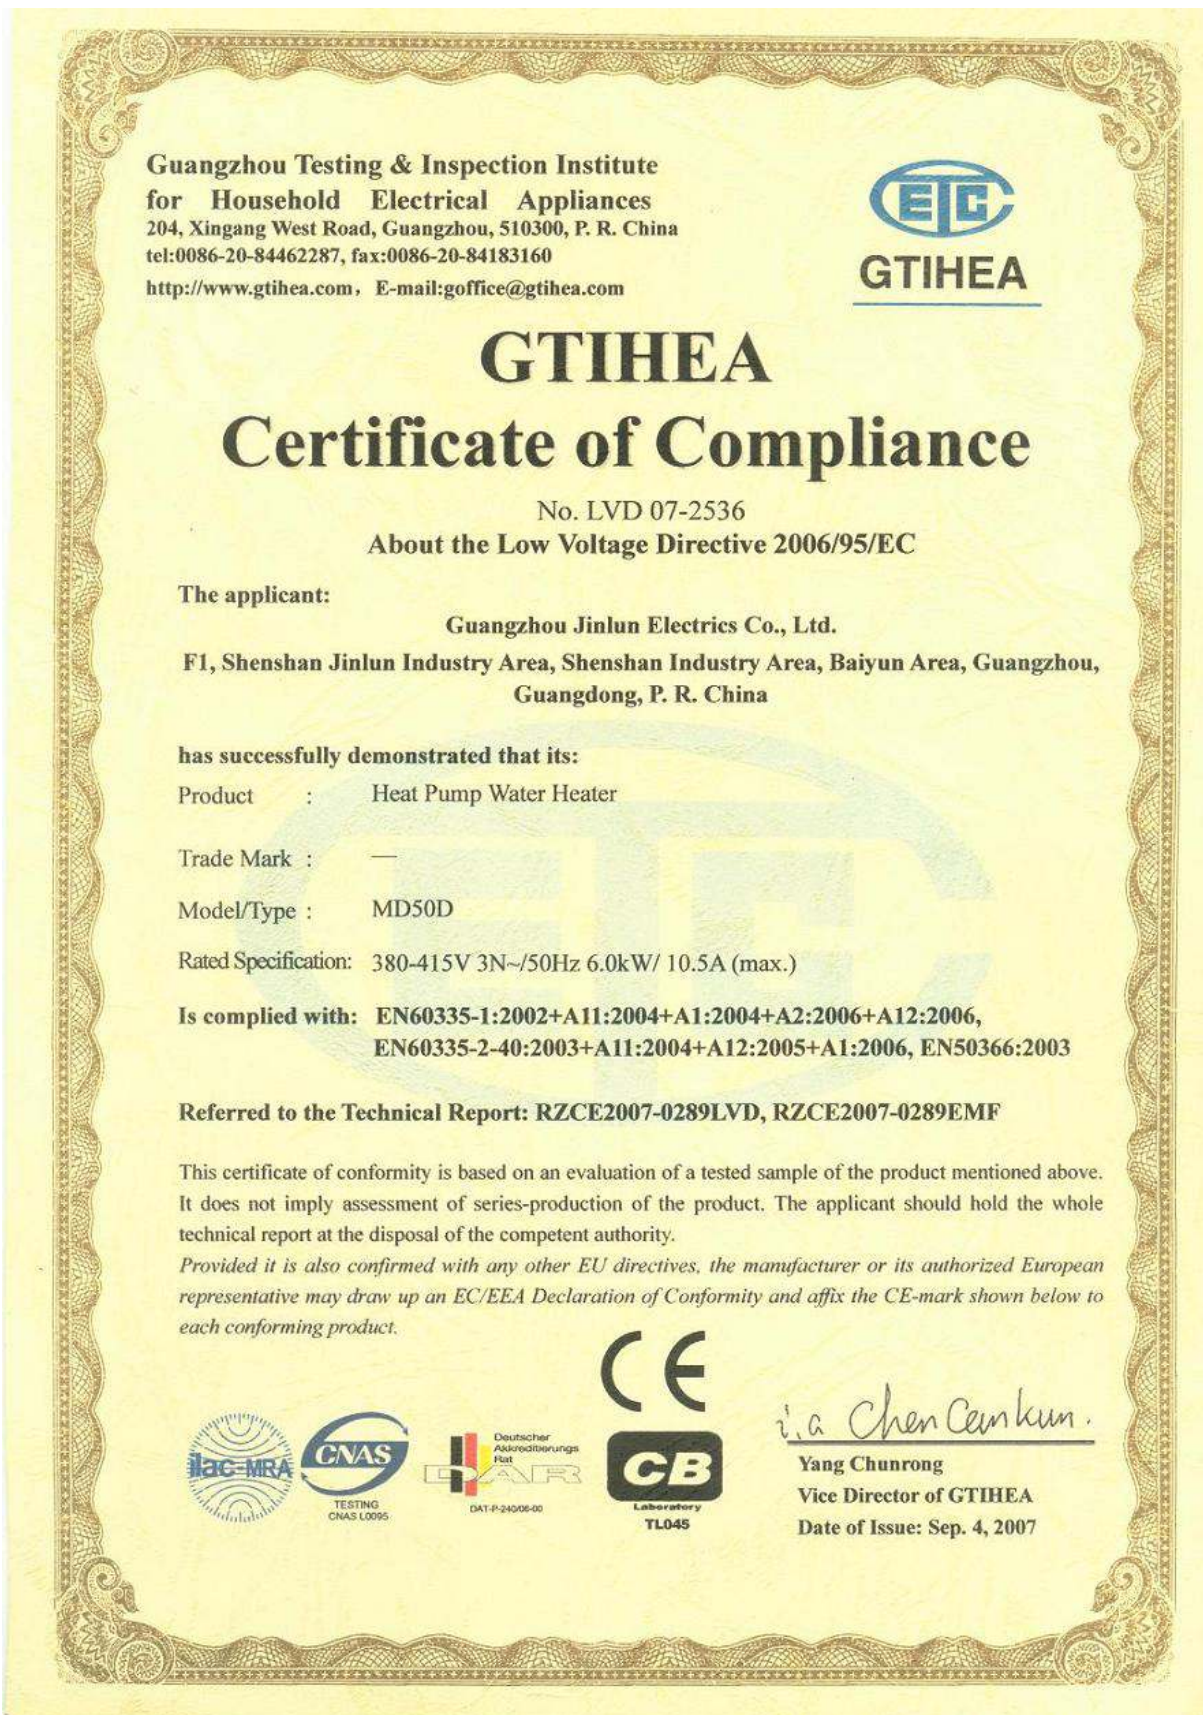 Guangzhou Testing & Inspection Institute
for Household Electrical Appliances
204, Xingang West Road, Guangzhou, 510300, P. R. China
tel:0086-20-84462287, fax:0086-20-84183160
http://www.gtihea.com, E-mail:goffice@gtihea.com
ETC
GTIHEA
GTIHEA
Certificate of Compliance
No. LVD 07-2536
About the Low Voltage Directive 2006/95/EC
The applicant:
Guangzhou Jinlun Electrics Co., Ltd.
F1, Shenshan Jinlun Industry Area, Shenshan Industry Area, Baiyun Area, Guangzhou,
Guangdong, P. R. China
has successfully demonstrated that its:
Product : Heat Pump Water Heater
Trade Mark : —
Model/Type : MD50D
Rated Specification: 380-415V 3N~/50Hz 6.0kW/ 10.5A (max.)
Is complied with: EN60335-1:2002+A11:2004+A1:2004+A2:2006+A12:2006,
EN60335-2-40:2003+A11:2004+A12:2005+A1:2006, EN50366:2003
Referred to the Technical Report: RZCE2007-0289LVD, RZCE2007-0289EMF
This certificate of conformity is based on an evaluation of a tested sample of the product mentioned above.
It does not imply assessment of series-production of the product. The applicant should hold the whole
technical report at the disposal of the competent authority.
Provided it is also confirmed with any other EU directives, the manufacturer or its authorized European
representative may draw up an EC/EEA Declaration of Conformity and affix the CE-mark shown below to
each conforming product.
CE
i.a Chen
ilac-MRA
CNAS
TESTING
CNAS L0095
Deutscher
Akkreditierungs
Rat
DAR
DAT-P-240/06-00
CB
Laboratory
TL045
Yang Chunrong
Vice Director of GTIHEA
Date of Issue: Sep. 4, 2007